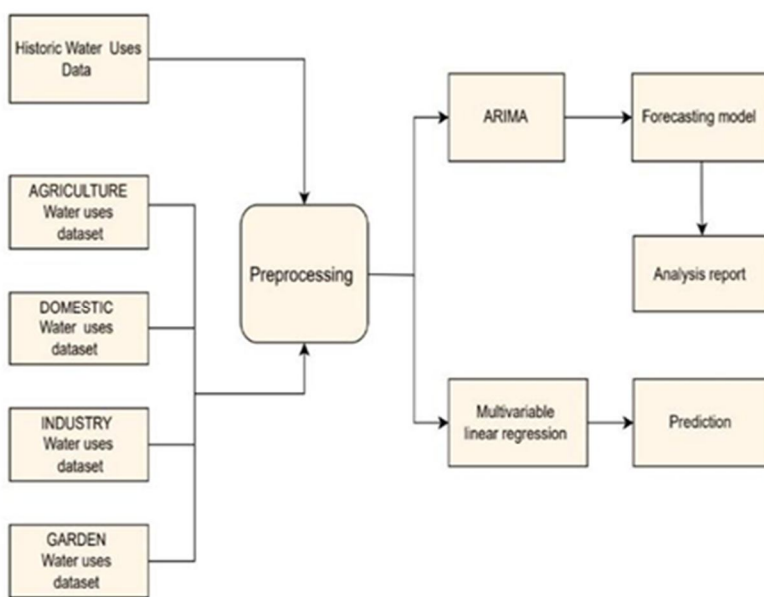 Historic Water Uses
Data
AGRICULTURE
Water uses
dataset
DOMESTIC
Water uses
dataset
INDUSTRY
Water uses
dataset
GARDEN
Water uses
dataset
Preprocessing
ARIMA
Forecasting model
Analysis report
Multivariable
linear regression
Prediction